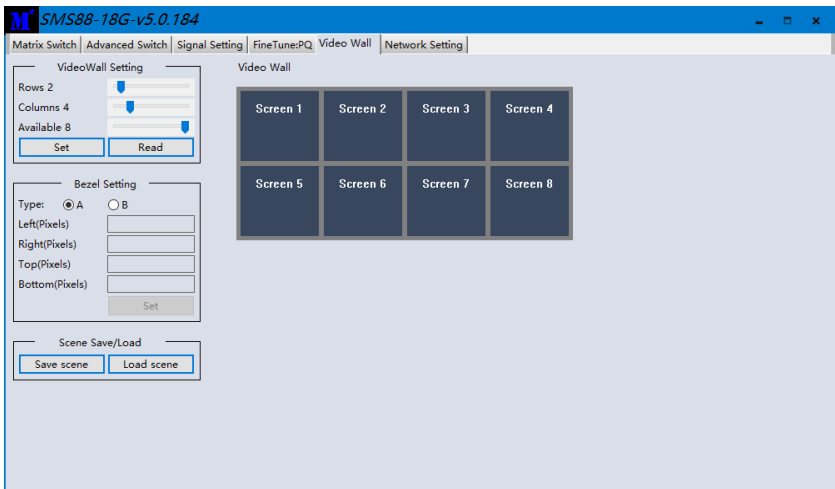 M SMS88-18G-v5.0.184
Matrix Switch Advanced Switch Signal Setting FineTune:PQ Video Wall Network Setting
VideoWall Setting
Rows 2
Columns 4
Available 8
Set Read
Bezel Setting
Type: A B
Left(Pixels)
Right(Pixels)
Top(Pixels)
Bottom(Pixels)
Set
Scene Save/Load
Save scene Load scene
Video Wall
Screen 1 Screen 2 Screen 3 Screen 4
Screen 5 Screen 6 Screen 7 Screen 8